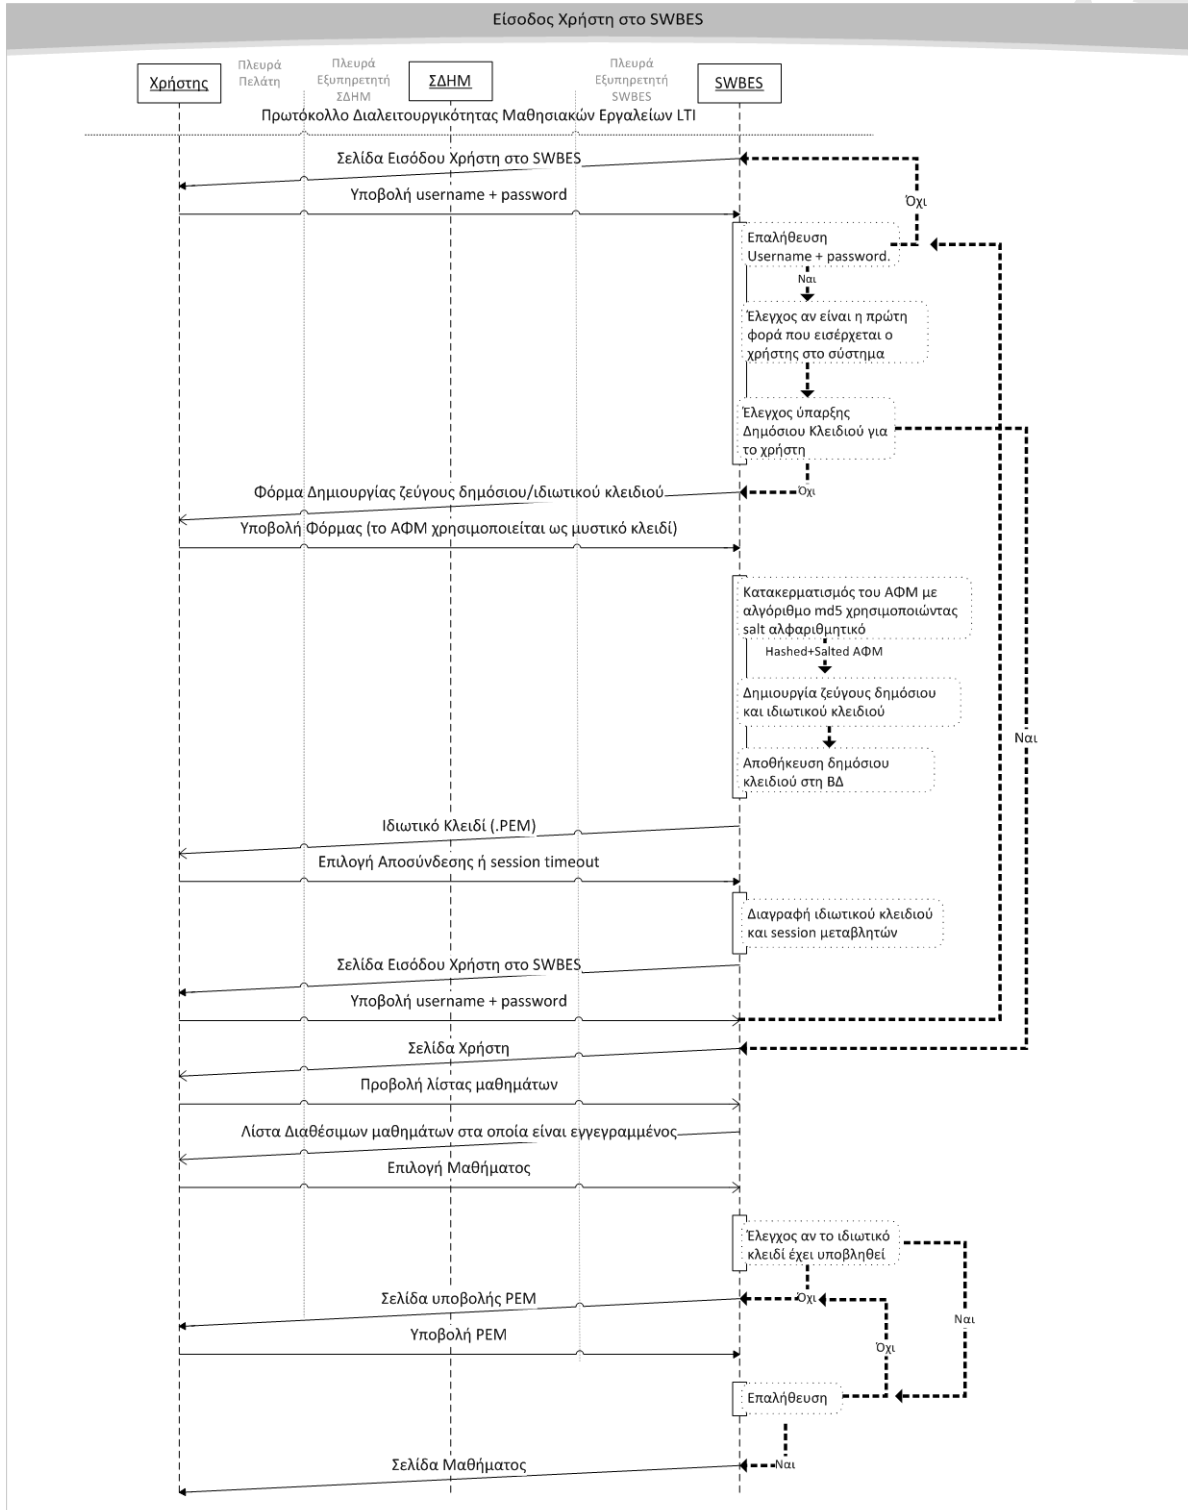 Είσοδος Χρήστη στο SWBES
Χρήστης
Πλευρά
Πελάτη
Πλευρά
Εξυπηρετητή
ΣΔΗΜ
ΣΔΗΜ
Πλευρά
Εξυπηρετητή
SWBES
SWBES
Πρωτόκολλο Διαλειτουργικότητας Μαθησιακών Εργαλείων LTI
Σελίδα Εισόδου Χρήστη στο SWBES
Υποβολή username + password
Όχι
Επαλήθευση
Username + password.
Ναι
Έλεγχος αν είναι η πρώτη
φορά που εισέρχεται ο
χρήστης στο σύστημα
Έλεγχος ύπαρξης
Δημόσιου Κλειδιού για
το χρήστη
Όχι
Φόρμα Δημιουργίας ζεύγους δημόσιου/ιδιωτικού κλειδιού
Υποβολή Φόρμας (το ΑΦΜ χρησιμοποιείται ως μυστικό κλειδί)
Κατακερματισμός του ΑΦΜ με
αλγόριθμο md5 χρησιμοποιώντας
salt αλφαριθμητικό
Hashed+Salted ΑΦΜ
Δημιουργία ζεύγους δημόσιου
και ιδιωτικού κλειδιού
Ναι
Αποθήκευση δημόσιου
κλειδιού στη ΒΔ
Ιδιωτικό Κλειδί (.PEM)
Επιλογή Αποσύνδεσης ή session timeout
Διαγραφή ιδιωτικού κλειδιού
και session μεταβλητών
Σελίδα Εισόδου Χρήστη στο SWBES
Υποβολή username + password
Σελίδα Χρήστη
Προβολή λίστας μαθημάτων
Λίστα Διαθέσιμων μαθημάτων στα οποία είναι εγγεγραμμένος
Επιλογή Μαθήματος
Έλεγχος αν το ιδιωτικό
κλειδί έχει υποβληθεί
Όχι
Σελίδα υποβολής PEM
Ναι
Υποβολή PEM
Όχι
Επαλήθευση
Ναι
Σελίδα Μαθήματος